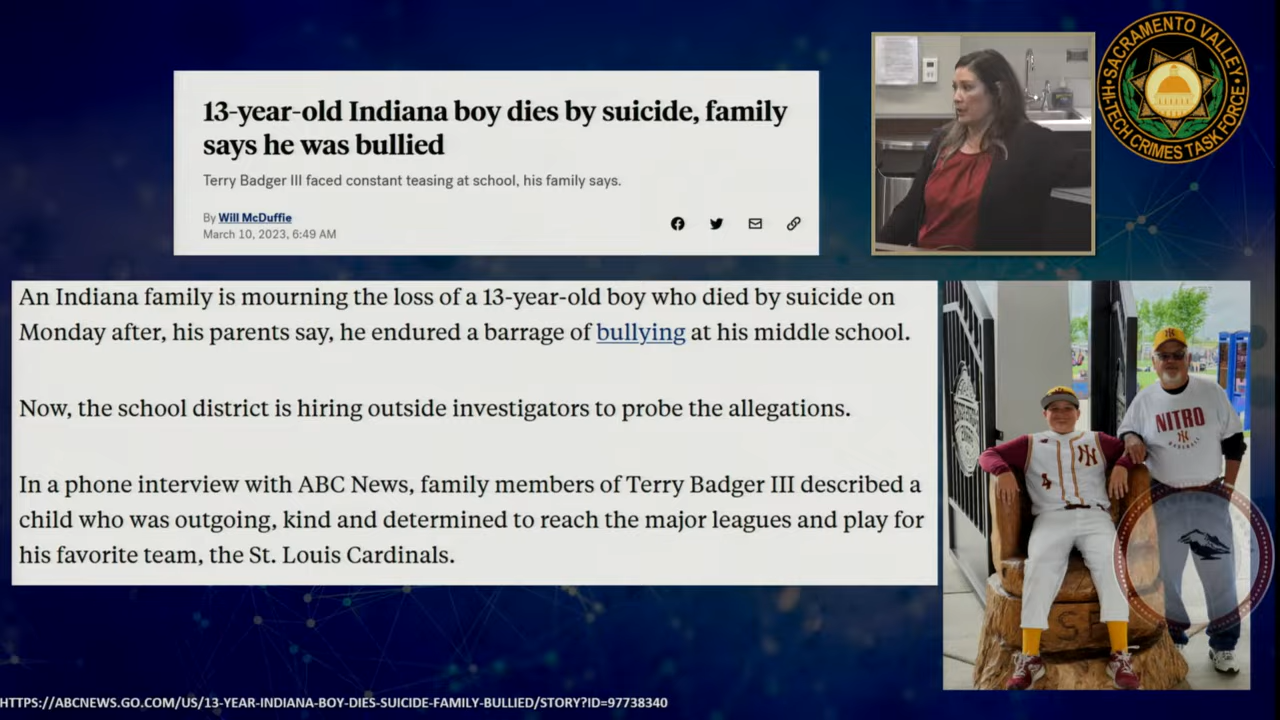 13-year-old Indiana boy dies by suicide, family
says he was bullied
Terry Badger III faced constant teasing at school, his family says.
By Will McDuffie
March 10, 2023, 6:49 AM
SACRAMENTO VALLEY
HI-TECH CRIMES TASK FORCE
An Indiana family is mourning the loss of a 13-year-old boy who died by suicide on
Monday after, his parents say, he endured a barrage of bullying at his middle school.
Now, the school district is hiring outside investigators to probe the allegations.
In a phone interview with ABC News, family members of Terry Badger III described a
child who was outgoing, kind and determined to reach the major leagues and play for
his favorite team, the St. Louis Cardinals.
NY
NITRO
BASEBALL
4
HTTPS://ABCNEWS.GO.COM/US/13-YEAR-INDIANA-BOY-DIES-SUICIDE-FAMILY-BULLIED/STORY?ID=97738340